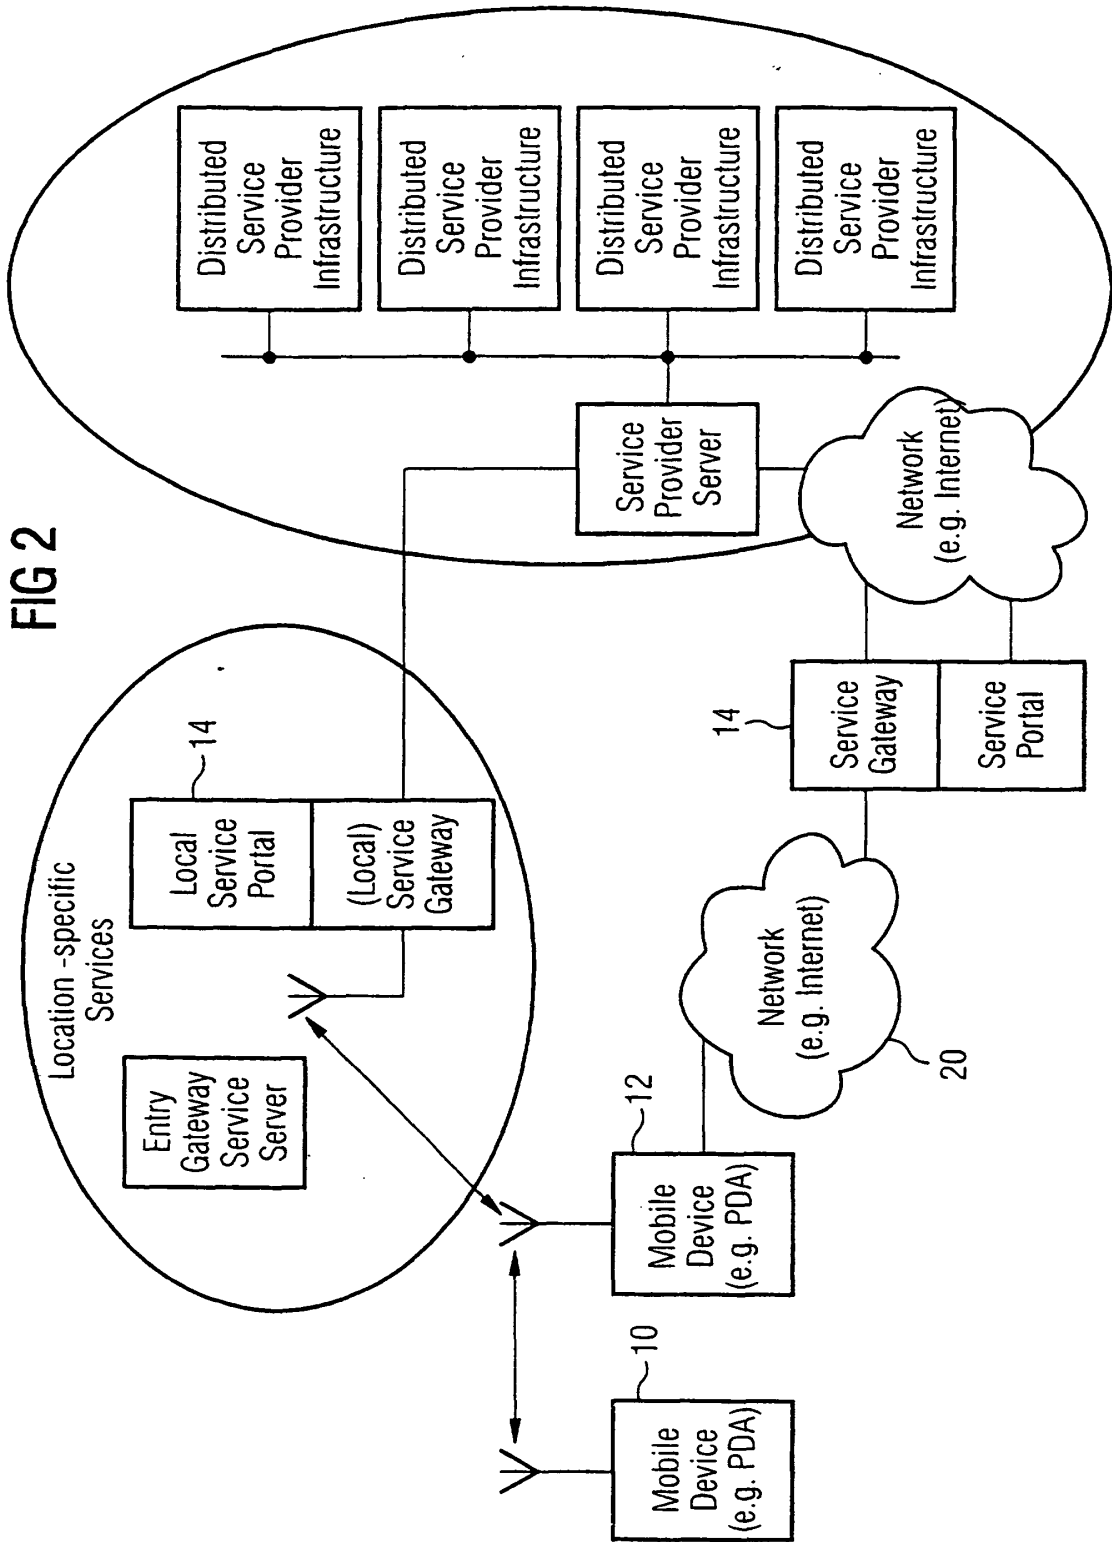 FIG 2
Location -specific
Services
Entry
Gateway
Service
Server
Local
Service
Portal
14
(Local)
Service
Gateway
Distributed
Service
Provider
Infrastructure
Distributed
Service
Provider
Infrastructure
Distributed
Service
Provider
Infrastructure
Distributed
Service
Provider
Infrastructure
Service
Provider
Server
Network
(e.g. Internet)
14
Service
Gateway
Service
Portal
Network
(e.g. Internet)
20
12
Mobile
Device
(e.g. PDA)
10
Mobile
Device
(e.g. PDA)